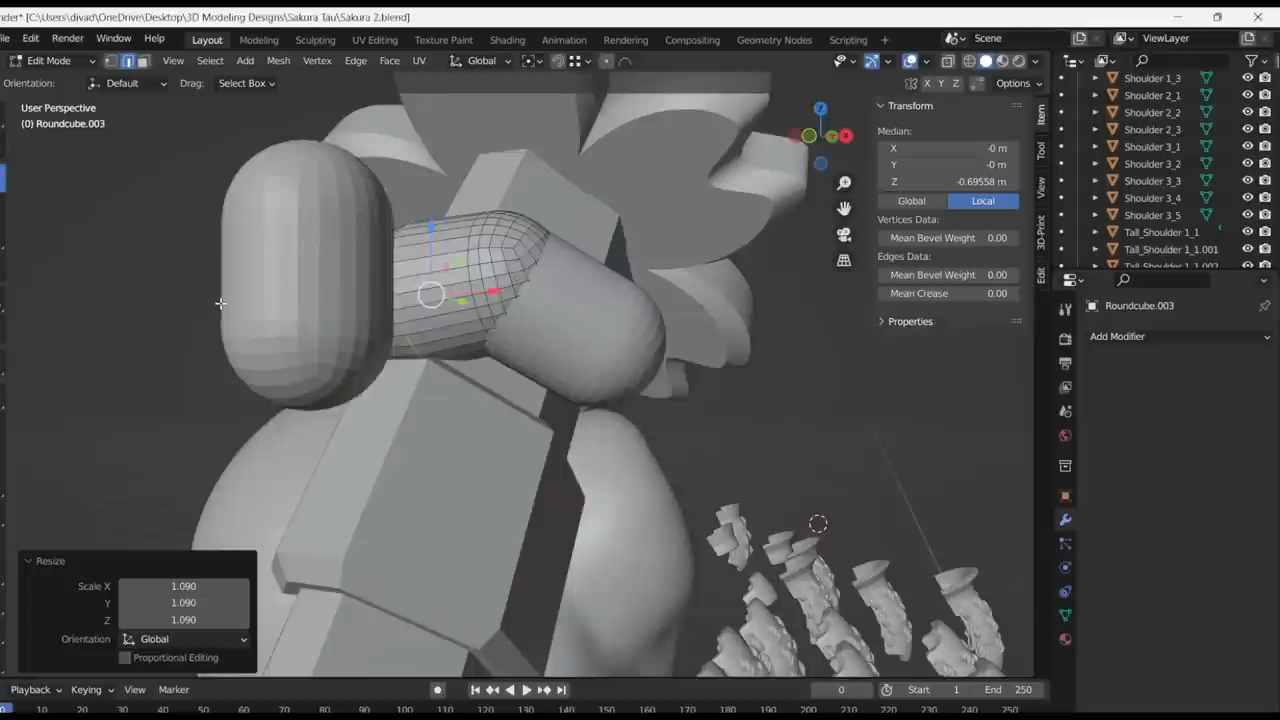 nder* [C:\Users\divad\OneDrive\Desktop\3D Modeling Designs\Sakura Tau\Sakura 2.blend]
ile Edit Render Window Help Layout Modeling Sculpting UV Editing Texture Paint Shading Animation Rendering Compositing Geometry Nodes Scripting + Scene ViewLayer
Edit Mode View Select Add Mesh Vertex Edge Face UV Global
Orientation: Default Drag: Select Box X Y Z Options
User Perspective
(0) Roundcube.003
Transform
Median:
X -0 m
Y -0 m
Z -0.69558 m
Global Local
Vertices Data:
Mean Bevel Weight 0.00
Edges Data:
Mean Bevel Weight 0.00
Mean Crease 0.00
Properties
Item
Tool
View
3D-Print
Edit
Shoulder 1_3
Shoulder 2_1
Shoulder 2_2
Shoulder 2_3
Shoulder 3_1
Shoulder 3_2
Shoulder 3_3
Shoulder 3_4
Shoulder 3_5
Tall_Shoulder 1_1
Tall_Shoulder 1_1.001
Tall_Shoulder 1_1.002
Roundcube.003
Add Modifier
Resize
Scale X 1.090
Y 1.090
Z 1.090
Orientation Global
Proportional Editing
Playback Keying View Marker 0 Start 1 End 250
10 20 30 40 50 60 70 80 90 100 110 120 130 140 150 160 170 180 190 200 210 220 230 240 250